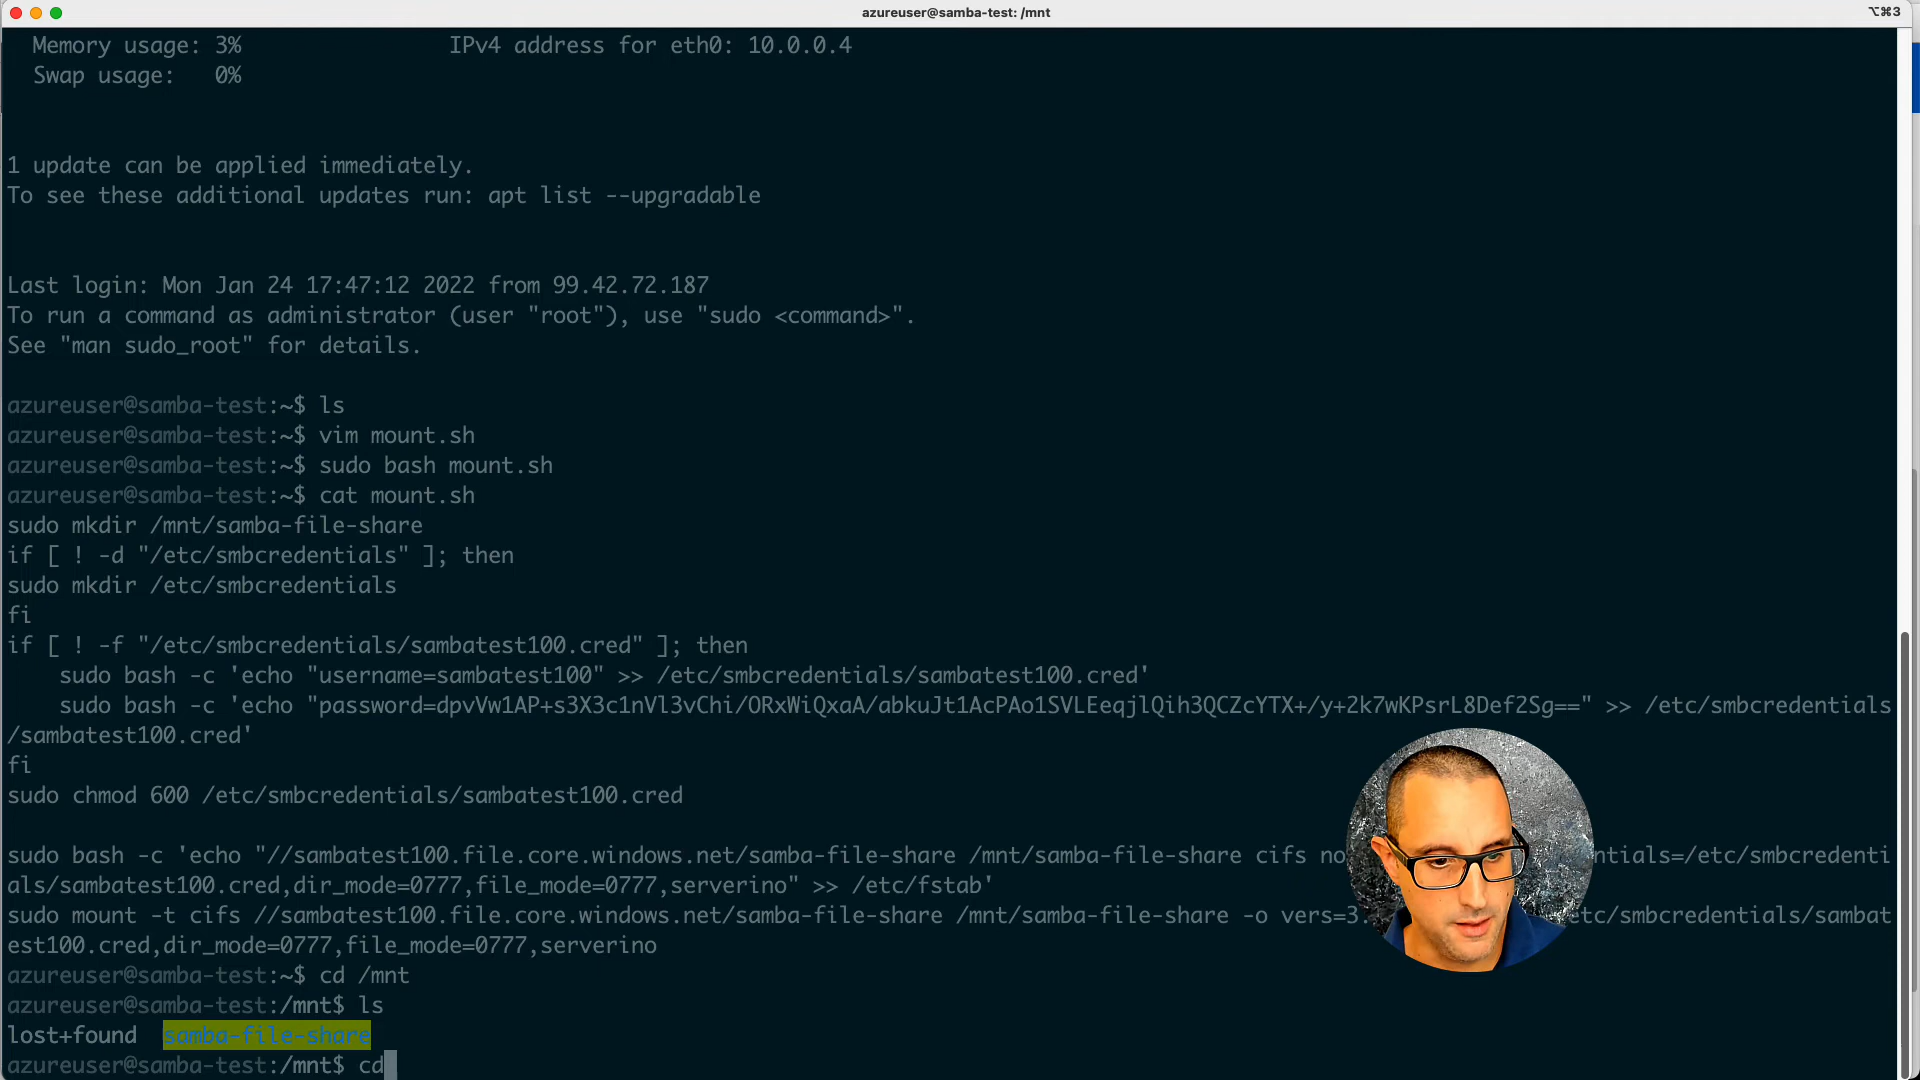 azureuser@samba-test: /mnt
⌥⌘3
Memory usage: 3% IPv4 address for eth0: 10.0.0.4
Swap usage: 0%
1 update can be applied immediately.
To see these additional updates run: apt list --upgradable
Last login: Mon Jan 24 17:47:12 2022 from 99.42.72.187
To run a command as administrator (user "root"), use "sudo <command>".
See "man sudo_root" for details.
azureuser@samba-test:~$ ls
azureuser@samba-test:~$ vim mount.sh
azureuser@samba-test:~$ sudo bash mount.sh
azureuser@samba-test:~$ cat mount.sh
sudo mkdir /mnt/samba-file-share
if [ ! -d "/etc/smbcredentials" ]; then
sudo mkdir /etc/smbcredentials
fi
if [ ! -f "/etc/smbcredentials/sambatest100.cred" ]; then
sudo bash -c 'echo "username=sambatest100" >> /etc/smbcredentials/sambatest100.cred'
sudo bash -c 'echo "password=dpvVw1AP+s3X3c1nVl3vChi/ORxWiQxaA/abkuJt1AcPAo1SVLEeqjlQih3QCZcYTX+/y+2k7wKPsrL8Def2Sg==" >> /etc/smbcredentials
/sambatest100.cred'
fi
sudo chmod 600 /etc/smbcredentials/sambatest100.cred
sudo bash -c 'echo "//sambatest100.file.core.windows.net/samba-file-share /mnt/samba-file-share cifs no ntials=/etc/smbcredenti
als/sambatest100.cred,dir_mode=0777,file_mode=0777,serverino" >> /etc/fstab'
sudo mount -t cifs //sambatest100.file.core.windows.net/samba-file-share /mnt/samba-file-share -o vers=3. etc/smbcredentials/sambat
est100.cred,dir_mode=0777,file_mode=0777,serverino
azureuser@samba-test:~$ cd /mnt
azureuser@samba-test:/mnt$ ls
lost+found samba-file-share
azureuser@samba-test:/mnt$ cd